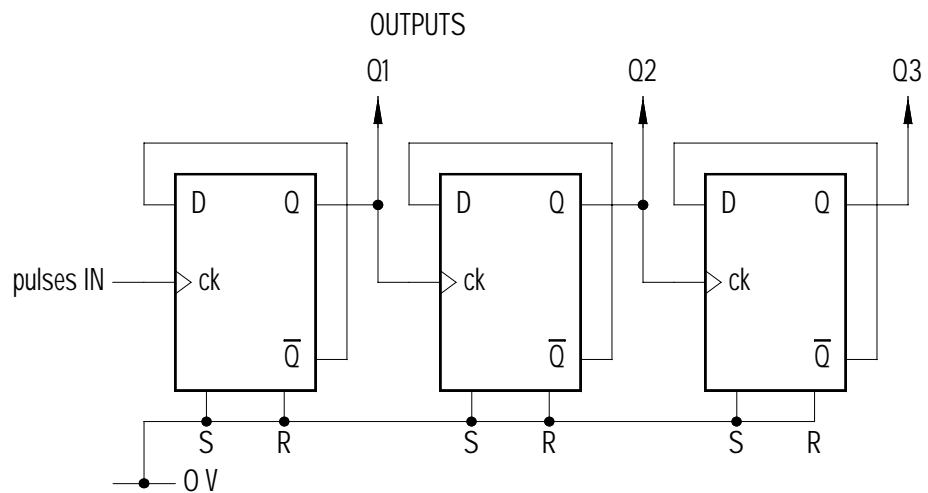 OUTPUTS
Q1 Q2 Q3
D Q D Q D Q
pulses IN ck ck ck
Q̅ Q̅ Q̅
S R S R S R
0 V